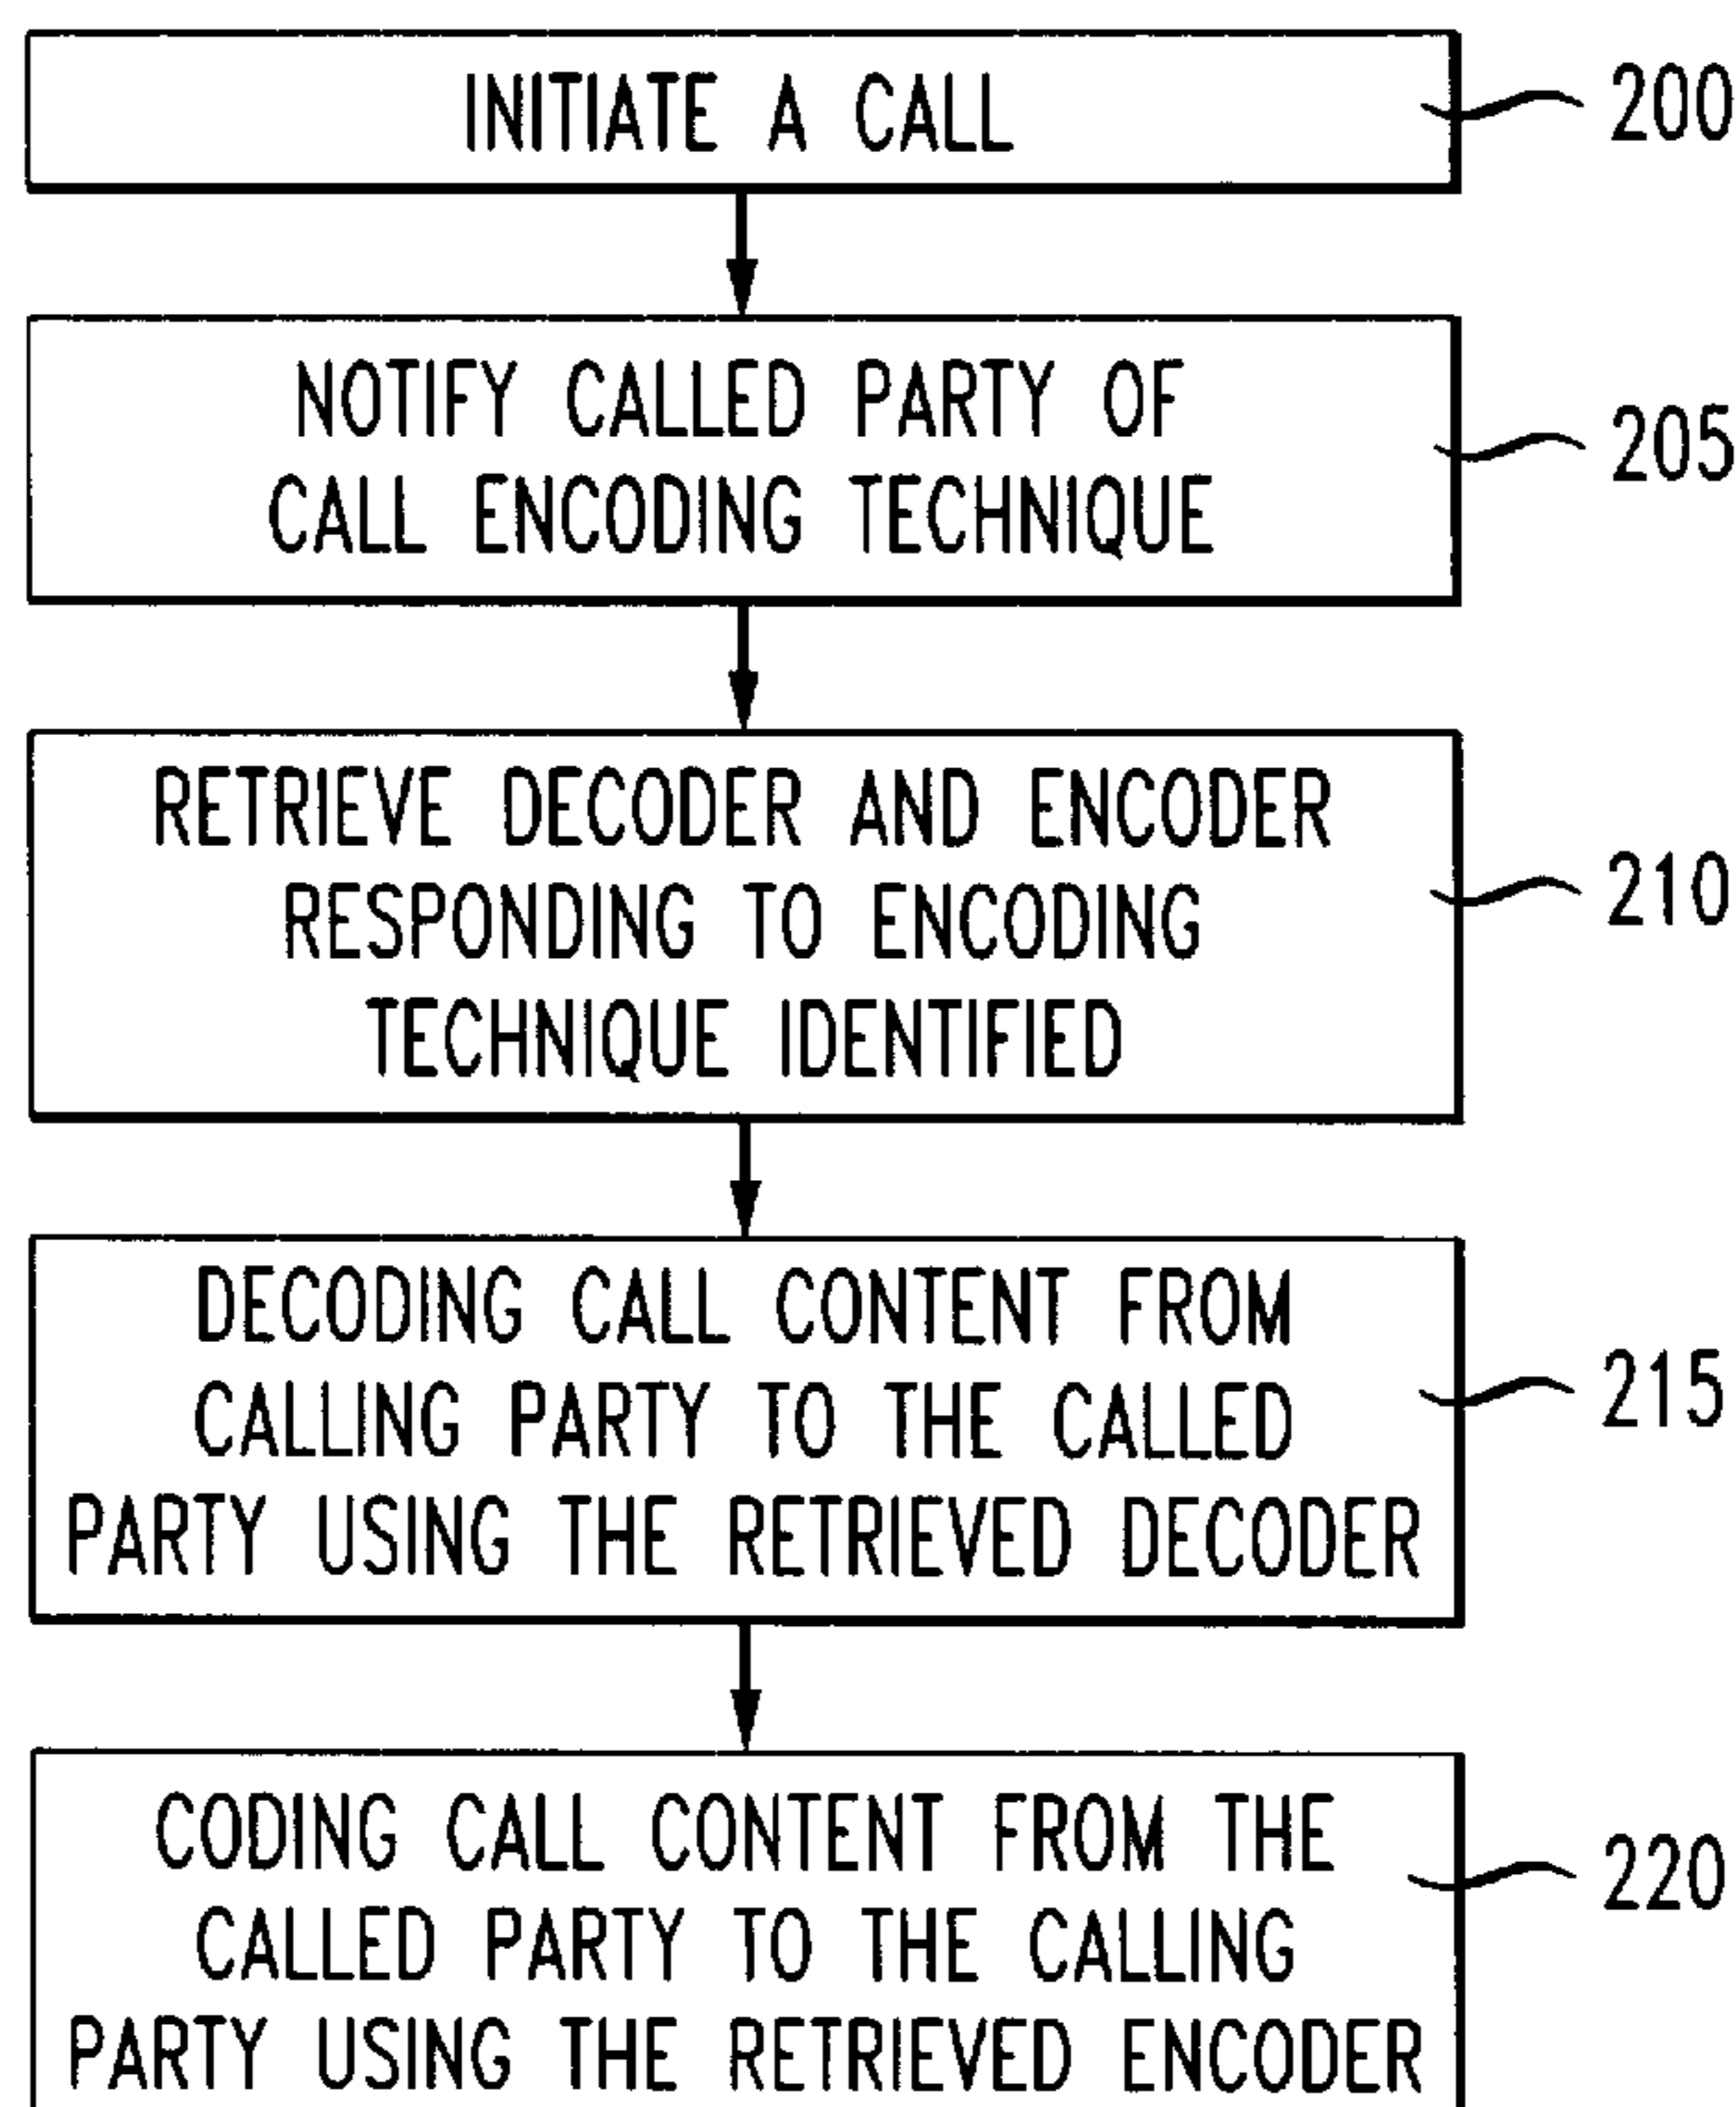 INITIATE A CALL
200
NOTIFY CALLED PARTY OF
CALL ENCODING TECHNIQUE
205
RETRIEVE DECODER AND ENCODER
RESPONDING TO ENCODING
TECHNIQUE IDENTIFIED
210
DECODING CALL CONTENT FROM
CALLING PARTY TO THE CALLED
PARTY USING THE RETRIEVED DECODER
215
CODING CALL CONTENT FROM THE
CALLED PARTY TO THE CALLING
PARTY USING THE RETRIEVED ENCODER
220